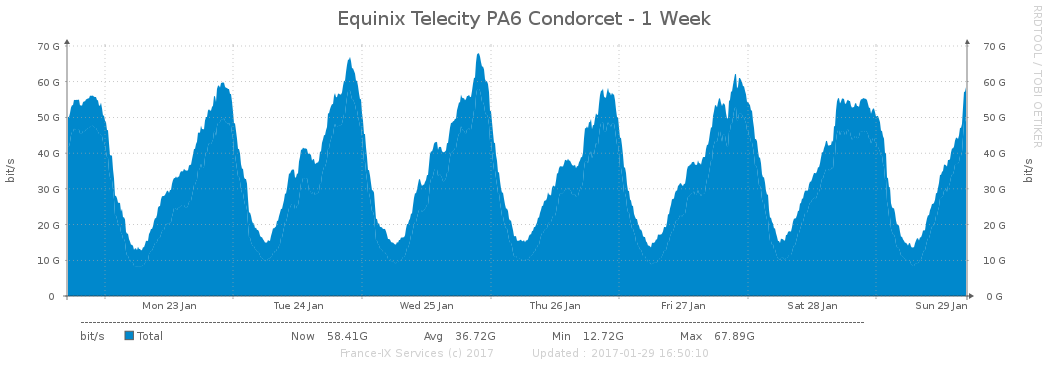 Equinix Telecity PA6 Condorcet - 1 Week
RRDTOOL / TOBI OETIKER
bit/s
70 G
60 G
50 G
40 G
30 G
20 G
10 G
0
70 G
60 G
50 G
40 G
30 G
20 G
10 G
0 G
bit/s
Mon 23 Jan Tue 24 Jan Wed 25 Jan Thu 26 Jan Fri 27 Jan Sat 28 Jan Sun 29 Jan
bit/s Total Now 58.41G Avg 36.72G Min 12.72G Max 67.89G
France-IX Services (c) 2017 Updated : 2017-01-29 16:50:10